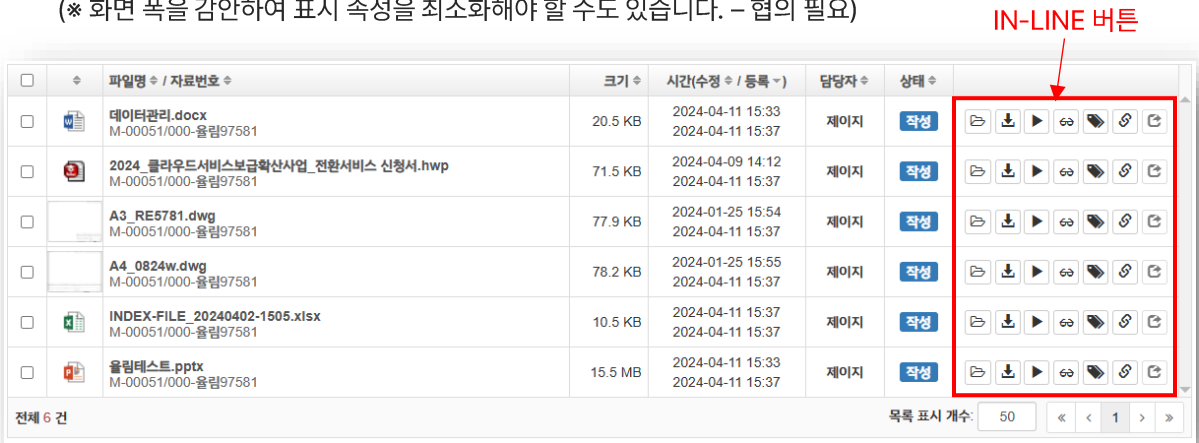 (※ 화면 폭을 감안하여 표시 속성을 최소화해야 할 수도 있습니다. – 협의 필요)
IN-LINE 버튼
파일명 / 자료번호 크기 시간(수정 / 등록) 담당자 상태
데이터관리.docx
M-00051/000-율림97581
20.5 KB
2024-04-11 15:33
2024-04-11 15:37
제이지
작성
2024_클라우드서비스보급확산사업_전환서비스 신청서.hwp
M-00051/000-율림97581
71.5 KB
2024-04-09 14:12
2024-04-11 15:37
제이지
작성
A3_RE5781.dwg
M-00051/000-율림97581
77.9 KB
2024-01-25 15:54
2024-04-11 15:37
제이지
작성
A4_0824w.dwg
M-00051/000-율림97581
78.2 KB
2024-01-25 15:55
2024-04-11 15:37
제이지
작성
INDEX-FILE_20240402-1505.xlsx
M-00051/000-율림97581
10.5 KB
2024-04-11 15:37
2024-04-11 15:37
제이지
작성
율림테스트.pptx
M-00051/000-율림97581
15.5 MB
2024-04-11 15:33
2024-04-11 15:37
제이지
작성
전체 6 건
목록 표시 개수: 50 « ‹ 1 › »